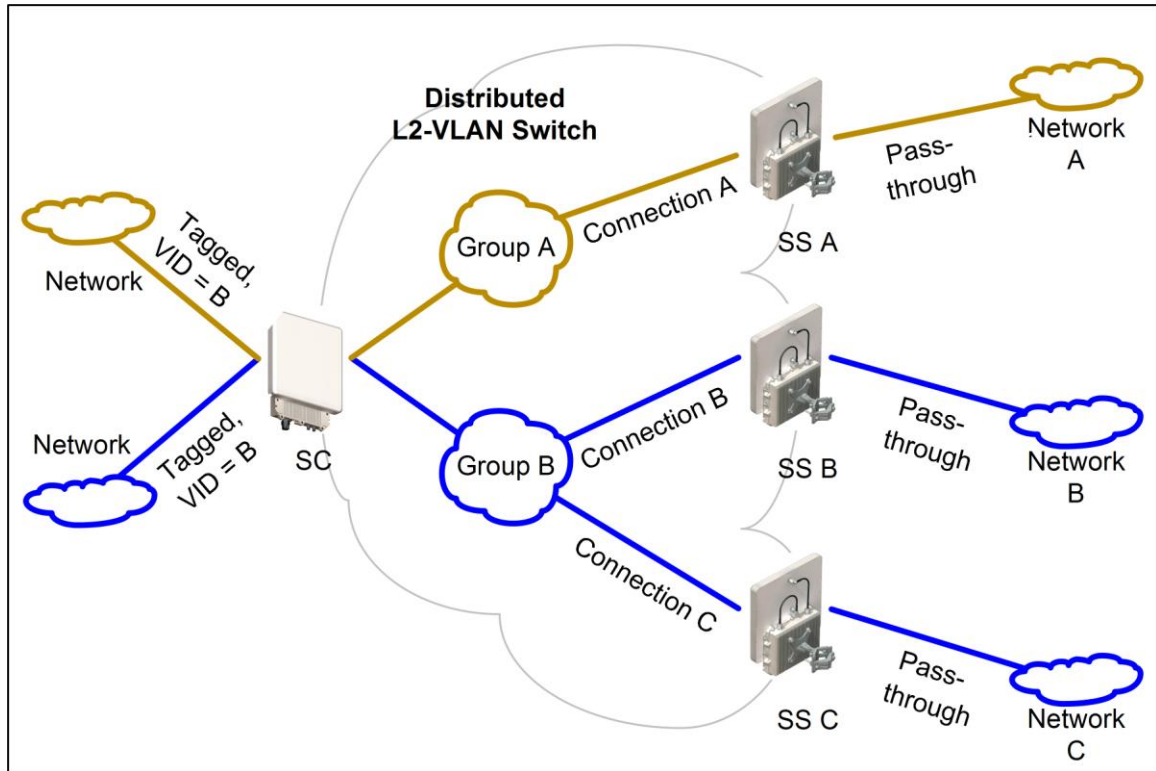 Distributed
L2-VLAN Switch
Tagged,
VID = B
Network
Network
Tagged,
VID = B
SC
Group A
Connection A
SS A
Pass-
through
Network
A
Group B
Connection B
SS B
Pass-
through
Network
B
Connection C
SS C
Pass-
through
Network
C